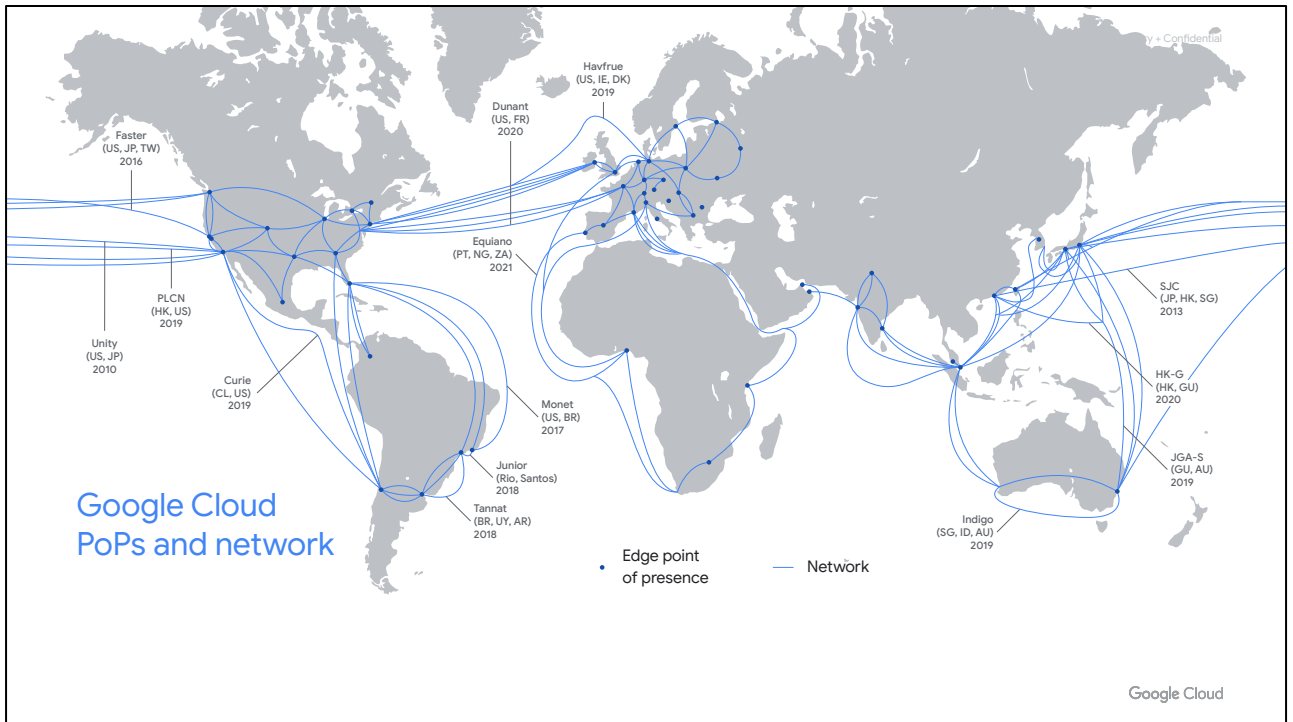 y + Confidential
Havfrue
(US, IE, DK)
2019
Dunant
(US, FR)
2020
Faster
(US, JP, TW)
2016
Equiano
(PT, NG, ZA)
2021
PLCN
(HK, US)
2019
Unity
(US, JP)
2010
Curie
(CL, US)
2019
SJC
(JP, HK, SG)
2013
HK-G
(HK, GU)
2020
Monet
(US, BR)
2017
JGA-S
(GU, AU)
2019
Junior
(Rio, Santos)
2018
Tannat
(BR, UY, AR)
2018
Indigo
(SG, ID, AU)
2019
Google Cloud
PoPs and network
Edge point
of presence
Network
Google Cloud